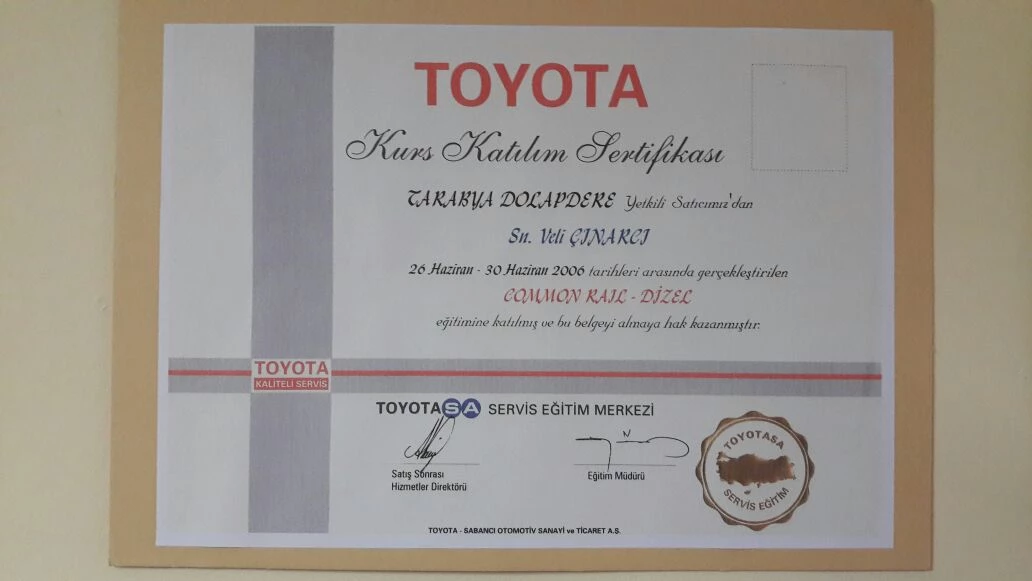 TOYOTA
Kurs Katılım Sertifikası
TARABYA DOLAPDERE Yetkili Satıcımız'dan
Sn. Veli ÇINARCI
26 Haziran - 30 Haziran 2006 tarihleri arasında gerçekleştirilen
COMMON RAIL - DİZEL
eğitimine katılmış ve bu belgeyi almaya hak kazanmıştır.
TOYOTA
KALİTELİ SERVİS
TOYOTASA SERVİS EĞİTİM MERKEZİ
Satış Sonrası
Hizmetler Direktörü
Eğitim Müdürü
TOYOTASA
SERVİS EĞİTİM
TOYOTA - SABANCI OTOMOTİV SANAYİ ve TİCARET A.Ş.